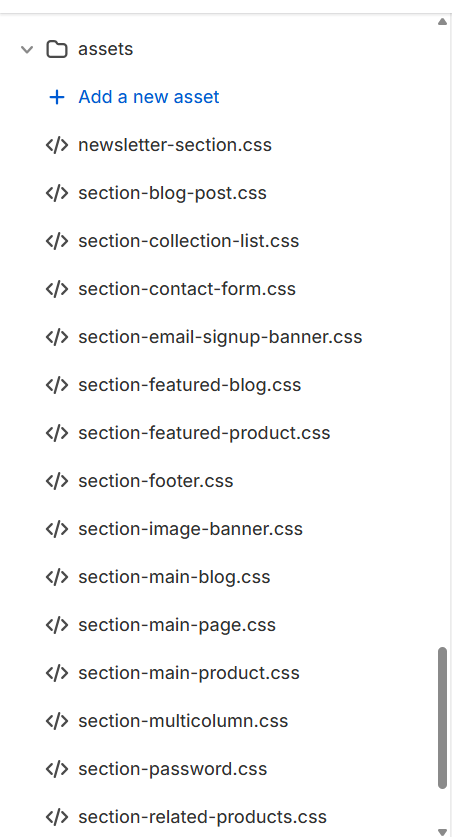 assets
Add a new asset
newsletter-section.css
section-blog-post.css
section-collection-list.css
section-contact-form.css
section-email-signup-banner.css
section-featured-blog.css
section-featured-product.css
section-footer.css
section-image-banner.css
section-main-blog.css
section-main-page.css
section-main-product.css
section-multicolumn.css
section-password.css
section-related-products.css